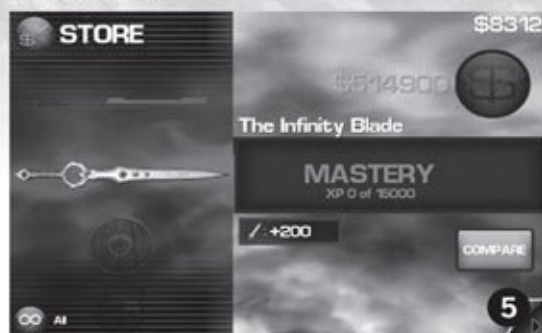 STORE
$8312
$514900
The Infinity Blade
MASTERY
XP 0 of 15000
/: +200
COMPARE
All
5